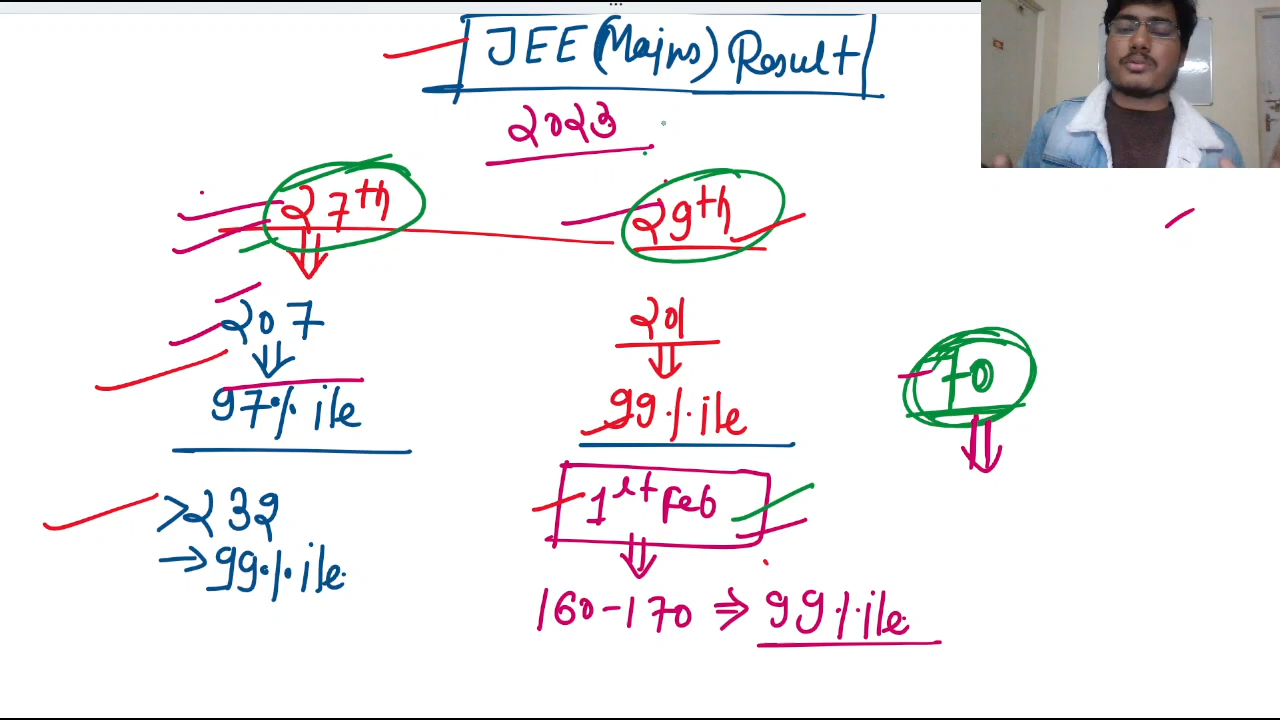 JEE (Mains) Result
2023
27th
29th
207
97%ile
>232
→99%ile
201
99%ile
1st Feb
160-170 ⇒ 99%ile
70